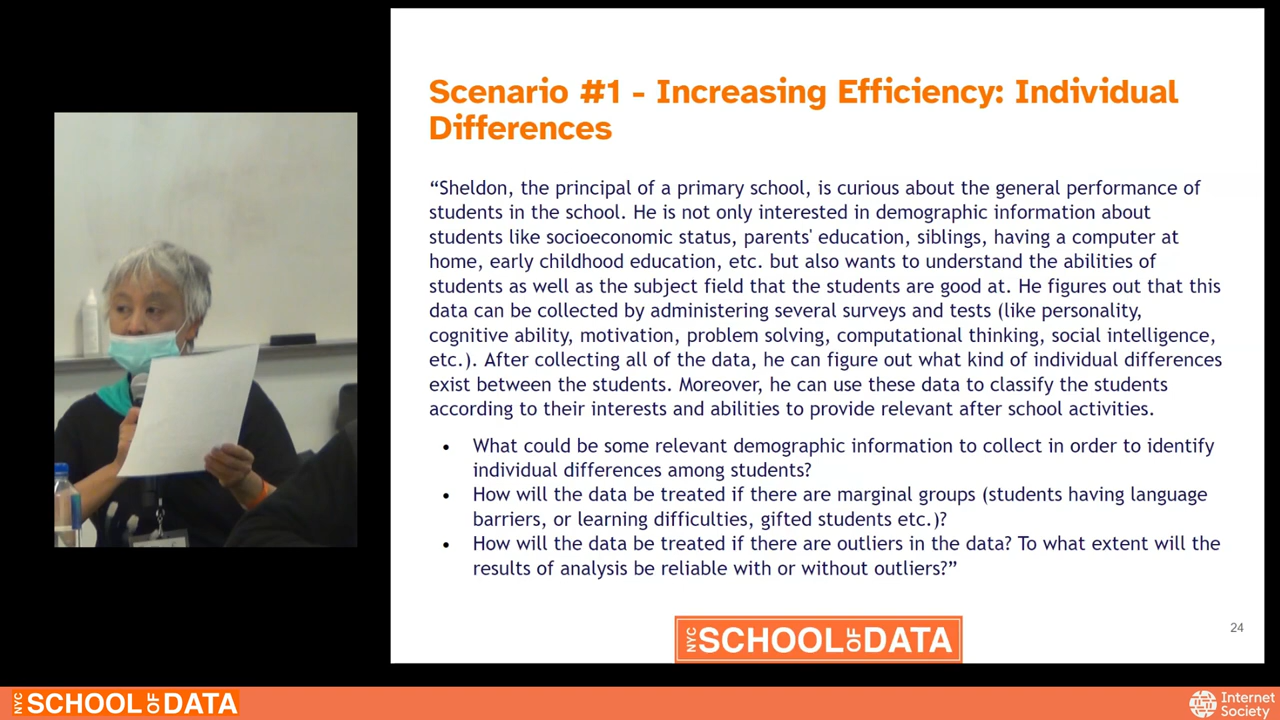 Scenario #1 - Increasing Efficiency: Individual
Differences
“Sheldon, the principal of a primary school, is curious about the general performance of
students in the school. He is not only interested in demographic information about
students like socioeconomic status, parents' education, siblings, having a computer at
home, early childhood education, etc. but also wants to understand the abilities of
students as well as the subject field that the students are good at. He figures out that this
data can be collected by administering several surveys and tests (like personality,
cognitive ability, motivation, problem solving, computational thinking, social intelligence,
etc.). After collecting all of the data, he can figure out what kind of individual differences
exist between the students. Moreover, he can use these data to classify the students
according to their interests and abilities to provide relevant after school activities.
• What could be some relevant demographic information to collect in order to identify
individual differences among students?
• How will the data be treated if there are marginal groups (students having language
barriers, or learning difficulties, gifted students etc.)?
• How will the data be treated if there are outliers in the data? To what extent will the
results of analysis be reliable with or without outliers?”
NYC SCHOOL OF DATA
24
NYC SCHOOL OF DATA
Internet
Society